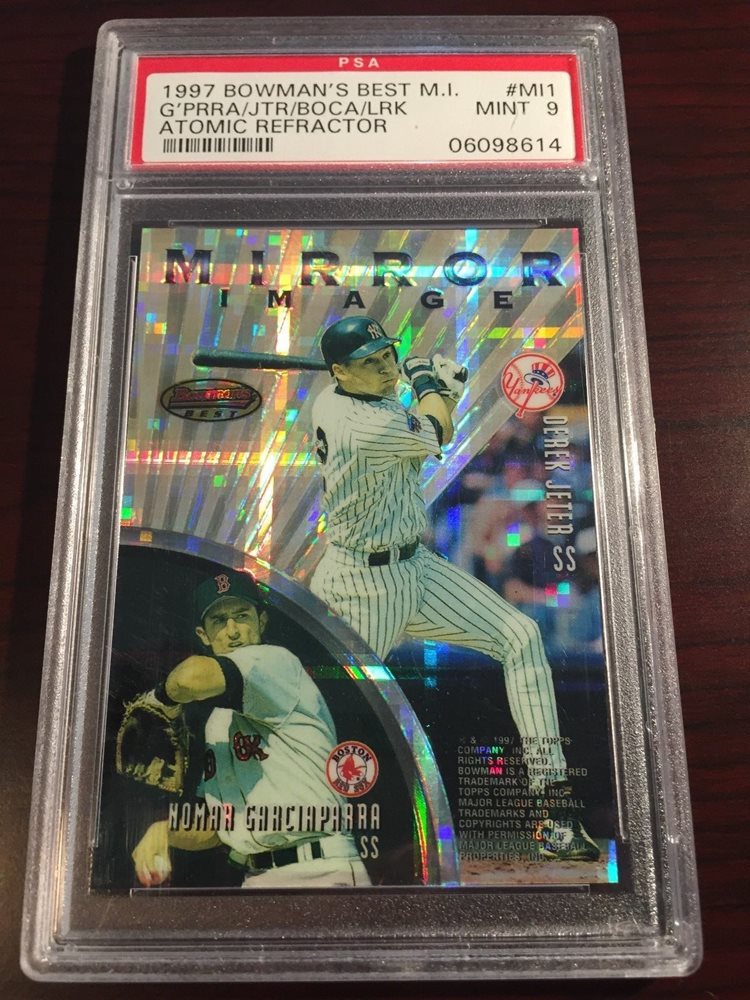 PSA
1997 BOWMAN'S BEST M.I. #MI1
G'PRRA/JTR/BOCA/LRK MINT 9
ATOMIC REFRACTOR
06098614
MIRROR
IMAGE
Bowman's
BEST
Yankees
DEREK JETER SS
B
BOSTON
RED SOX
NOMAR GARCIAPARRA
SS
& 1997 THE TOPPS
COMPANY, INC. ALL
RIGHTS RESERVED.
BOWMAN IS A REGISTERED
TRADEMARK OF THE
TOPPS COMPANY, INC.
MAJOR LEAGUE BASEBALL
TRADEMARKS AND
COPYRIGHTS ARE USED
WITH PERMISSION OF
MAJOR LEAGUE BASEBALL
PROPERTIES, INC.